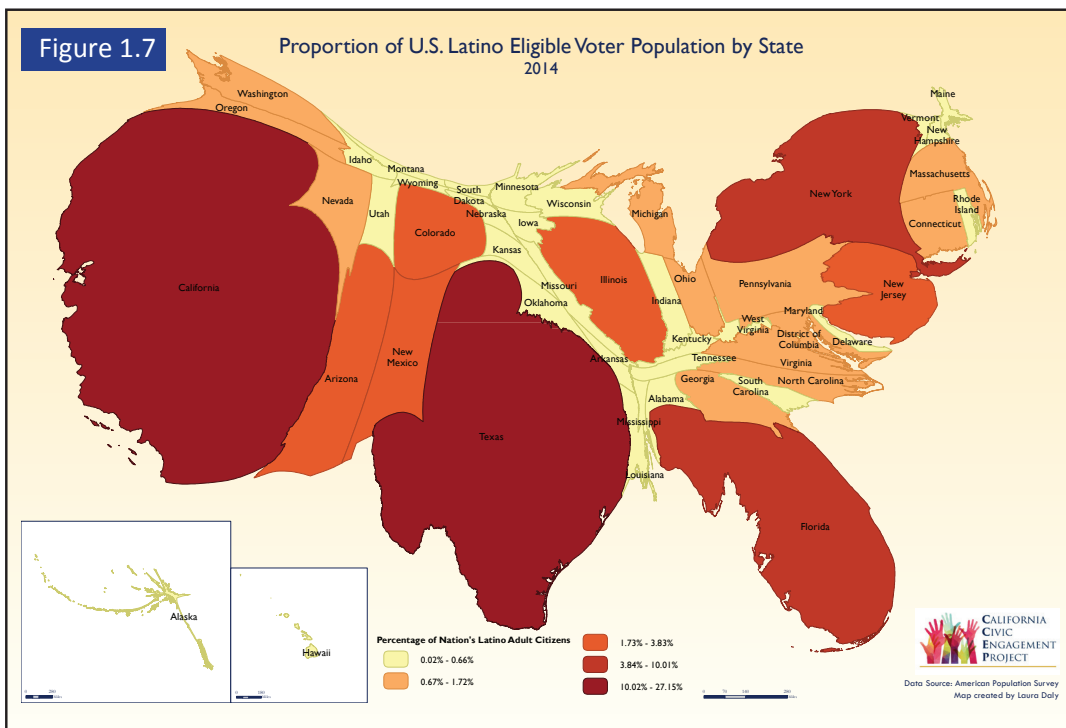 Figure 1.7
Proportion of U.S. Latino Eligible Voter Population by State
2014
Washington
Oregon
Idaho
Montana
Wyoming
South
Dakota
Minnesota
Wisconsin
Michigan
Maine
Vermont
New
Hampshire
Massachusetts
Rhode
Island
Connecticut
New York
Nevada
Utah
Colorado
Nebraska
Iowa
Kansas
Missouri
Oklahoma
Illinois
Indiana
Ohio
Pennsylvania
New
Jersey
California
Arizona
New
Mexico
Texas
Arkansas
Kentucky
Tennessee
West
Virginia
Maryland
District of
Columbia
Delaware
Virginia
North Carolina
South
Carolina
Georgia
Alabama
Mississippi
Louisiana
Florida
Alaska
Hawaii
Percentage of Nation's Latino Adult Citizens
0.02% - 0.66%
0.67% - 1.72%
1.73% - 3.83%
3.84% - 10.01%
10.02% - 27.15%
CALIFORNIA
CIVIC
ENGAGEMENT
PROJECT
C C E P
Data Source: American Population Survey
Map created by Laura Daly